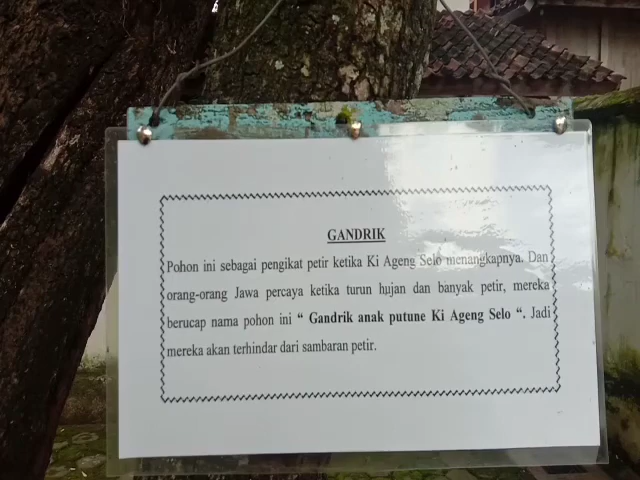 GANDRIK
Pohon ini sebagai pengikat petir ketika Ki Ageng Selo menangkapnya. Dan
orang-orang Jawa percaya ketika turun hujan dan banyak petir, mereka
berucap nama pohon ini “ Gandrik anak putune Ki Ageng Selo “. Jadi
mereka akan terhindar dari sambaran petir.